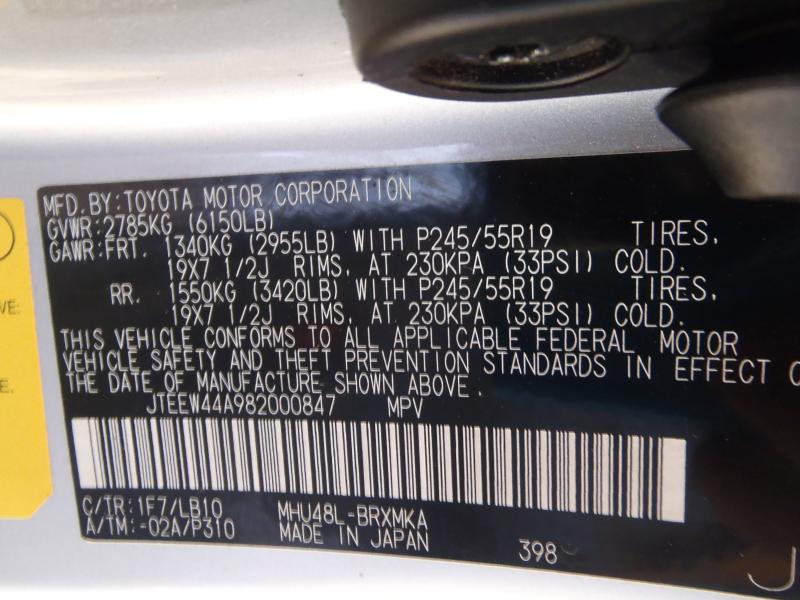 MFD.BY:TOYOTA MOTOR CORPORATION
GVWR:2785KG (6150LB)
GAWR:FRT. 1340KG (2955LB) WITH P245/55R19 TIRES,
19X7 1/2J RIMS, AT 230KPA (33PSI) COLD.
RR. 1550KG (3420LB) WITH P245/55R19 TIRES,
19X7 1/2J RIMS, AT 230KPA (33PSI) COLD.
THIS VEHICLE CONFORMS TO ALL APPLICABLE FEDERAL MOTOR
VEHICLE SAFETY AND THEFT PREVENTION STANDARDS IN EFFECT
THE DATE OF MANUFACTURE SHOWN ABOVE.
JTEEW44A982000847 MPV
C/TR:1F7/LB10 MHU48L-BRXMKA
A/TM:-02A/P310 MADE IN JAPAN
398